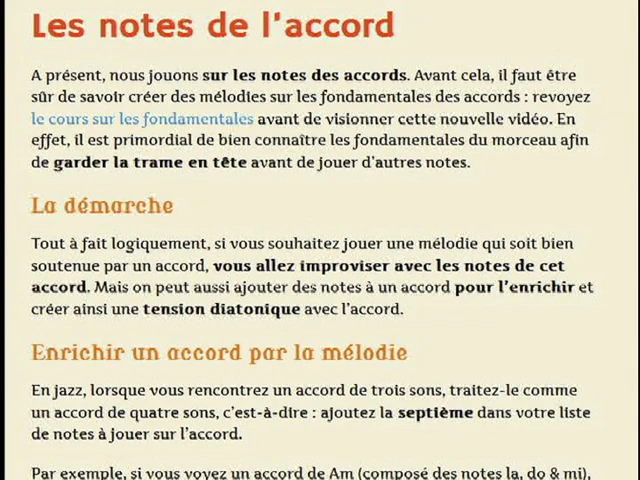 Les notes de l'accord
A présent, nous jouons sur les notes des accords. Avant cela, il faut être
sûr de savoir créer des mélodies sur les fondamentales des accords : revoyez
le cours sur les fondamentales avant de visionner cette nouvelle vidéo. En
effet, il est primordial de bien connaître les fondamentales du morceau afin
de garder la trame en tête avant de jouer d'autres notes.
La démarche
Tout à fait logiquement, si vous souhaitez jouer une mélodie qui soit bien
soutenue par un accord, vous allez improviser avec les notes de cet
accord. Mais on peut aussi ajouter des notes à un accord pour l'enrichir et
créer ainsi une tension diatonique avec l'accord.
Enrichir un accord par la mélodie
En jazz, lorsque vous rencontrez un accord de trois sons, traitez-le comme
un accord de quatre sons, c'est-à-dire : ajoutez la septième dans votre liste
de notes à jouer sur l'accord.
Par exemple, si vous voyez un accord de Am (composé des notes la, do & mi),